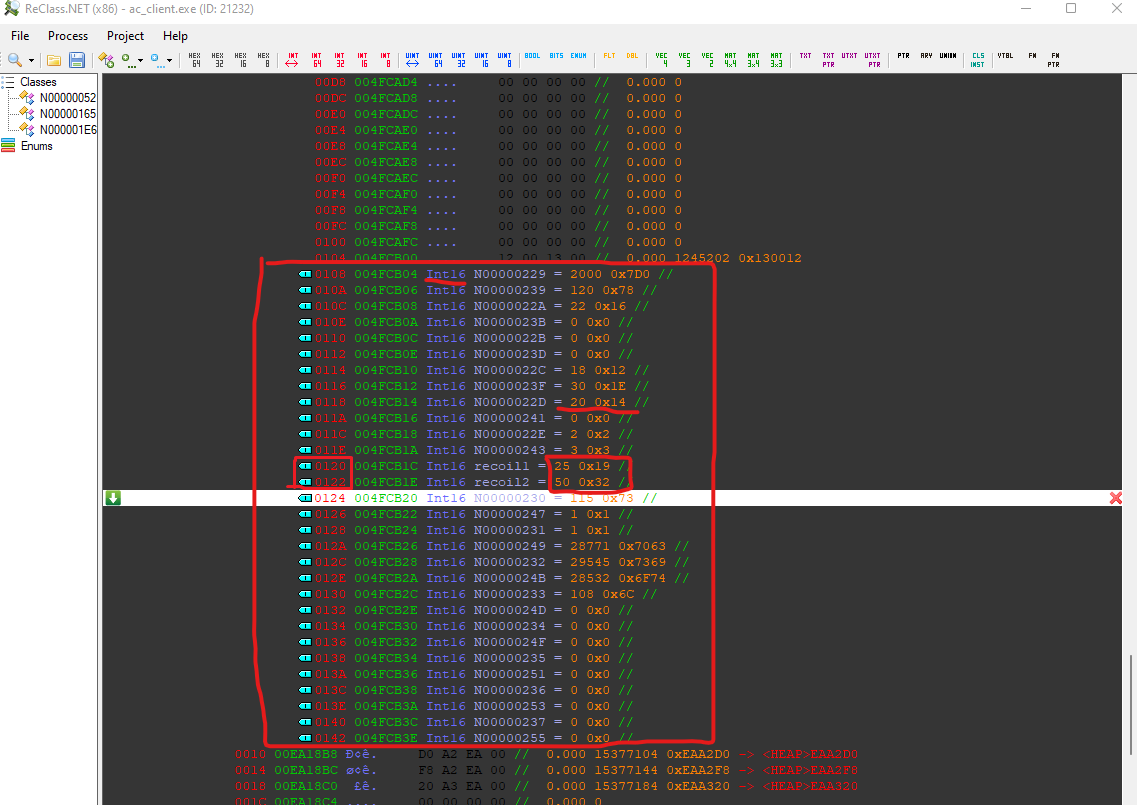 ReClass.NET (x86) - ac_client.exe (ID: 21232)
File Process Project Help
HEX 64 HEX 32 HEX 16 HEX 8 INT INT 64 INT 32 INT 16 INT 8 UINT UINT 64 UINT 32 UINT 16 UINT 8 BOOL BITS ENUM FLT DBL VEC 4 VEC 3 VEC 2 MAT 4x4 MAT 3x4 MAT 3x3 TXT TXT PTR UTXT UTXT PTR PTR ARY UNION CLS INST VTBL FN FN PTR
Classes
N00000052
N00000165
N000001E6
Enums
00D8 004FCAD4 .... 00 00 00 00 // 0.000 0
00DC 004FCAD8 .... 00 00 00 00 // 0.000 0
00E0 004FCADC .... 00 00 00 00 // 0.000 0
00E4 004FCAE0 .... 00 00 00 00 // 0.000 0
00E8 004FCAE4 .... 00 00 00 00 // 0.000 0
00EC 004FCAE8 .... 00 00 00 00 // 0.000 0
00F0 004FCAEC .... 00 00 00 00 // 0.000 0
00F4 004FCAF0 .... 00 00 00 00 // 0.000 0
00F8 004FCAF4 .... 00 00 00 00 // 0.000 0
00FC 004FCAF8 .... 00 00 00 00 // 0.000 0
0100 004FCAFC .... 00 00 00 00 // 0.000 0
0104 004FCB00 .... 12 00 13 00 // 0.000 1245202 0x130012
0108 004FCB04 Int16 N00000229 = 2000 0x7D0 //
010A 004FCB06 Int16 N00000239 = 120 0x78 //
010C 004FCB08 Int16 N0000022A = 22 0x16 //
010E 004FCB0A Int16 N0000023B = 0 0x0 //
0110 004FCB0C Int16 N0000022B = 0 0x0 //
0112 004FCB0E Int16 N0000023D = 0 0x0 //
0114 004FCB10 Int16 N0000022C = 18 0x12 //
0116 004FCB12 Int16 N0000023F = 30 0x1E //
0118 004FCB14 Int16 N0000022D = 20 0x14 //
011A 004FCB16 Int16 N00000241 = 0 0x0 //
011C 004FCB18 Int16 N0000022E = 2 0x2 //
011E 004FCB1A Int16 N00000243 = 3 0x3 //
0120 004FCB1C Int16 recoil1 = 25 0x19 //
0122 004FCB1E Int16 recoil2 = 50 0x32 //
0124 004FCB20 Int16 N00000230 = 115 0x73 //
0126 004FCB22 Int16 N00000247 = 1 0x1 //
0128 004FCB24 Int16 N00000231 = 1 0x1 //
012A 004FCB26 Int16 N00000249 = 28771 0x7063 //
012C 004FCB28 Int16 N00000232 = 29545 0x7369 //
012E 004FCB2A Int16 N0000024B = 28532 0x6F74 //
0130 004FCB2C Int16 N00000233 = 108 0x6C //
0132 004FCB2E Int16 N0000024D = 0 0x0 //
0134 004FCB30 Int16 N00000234 = 0 0x0 //
0136 004FCB32 Int16 N0000024F = 0 0x0 //
0138 004FCB34 Int16 N00000235 = 0 0x0 //
013A 004FCB36 Int16 N00000251 = 0 0x0 //
013C 004FCB38 Int16 N00000236 = 0 0x0 //
013E 004FCB3A Int16 N00000253 = 0 0x0 //
0140 004FCB3C Int16 N00000237 = 0 0x0 //
0142 004FCB3E Int16 N00000255 = 0 0x0 //
0010 00EA18B8 Ð¢ê. D0 A2 EA 00 // 0.000 15377104 0xEAA2D0 -> <HEAP>EAA2D0
0014 00EA18BC ø¢ê. F8 A2 EA 00 // 0.000 15377144 0xEAA2F8 -> <HEAP>EAA2F8
0018 00EA18C0 £ê. 20 A3 EA 00 // 0.000 15377184 0xEAA320 -> <HEAP>EAA320
001C 00EA18C4 .... 00 00 00 00 // 0.000 0